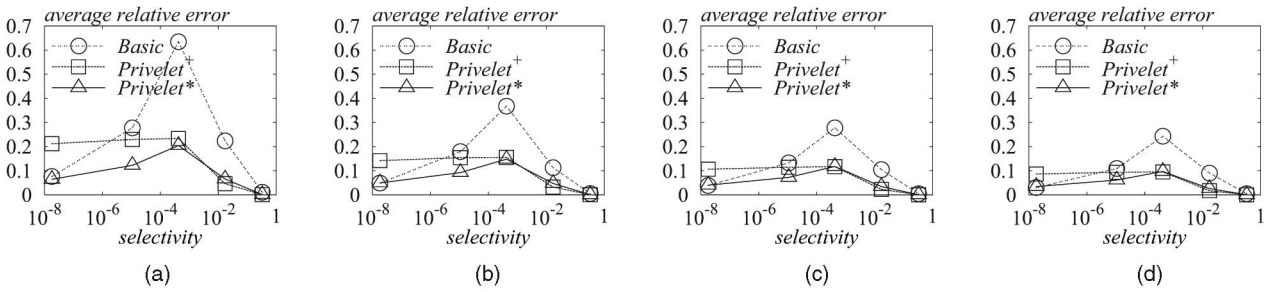 average relative error
0.7
0.6
0.5
0.4
0.3
0.2
0.1
0
Basic
Privelet+
Privelet*
10-8
10-6
10-4
10-2
1
selectivity
(a)
average relative error
0.7
0.6
0.5
0.4
0.3
0.2
0.1
0
Basic
Privelet+
Privelet*
10-8
10-6
10-4
10-2
1
selectivity
(b)
average relative error
0.7
0.6
0.5
0.4
0.3
0.2
0.1
0
Basic
Privelet+
Privelet*
10-8
10-6
10-4
10-2
1
selectivity
(c)
average relative error
0.7
0.6
0.5
0.4
0.3
0.2
0.1
0
Basic
Privelet+
Privelet*
10-8
10-6
10-4
10-2
1
selectivity
(d)